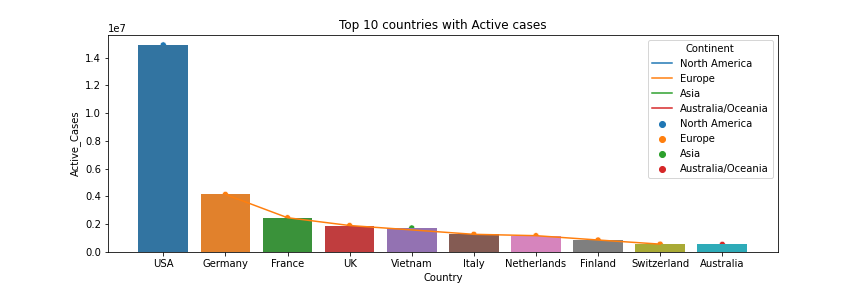 Top 10 countries with Active cases
1e7
1.4
1.2
1.0
0.8
0.6
0.4
0.2
0.0
Active_Cases
Continent
North America
Europe
Asia
Australia/Oceania
North America
Europe
Asia
Australia/Oceania
USA Germany France UK Vietnam Italy Netherlands Finland Switzerland Australia
Country